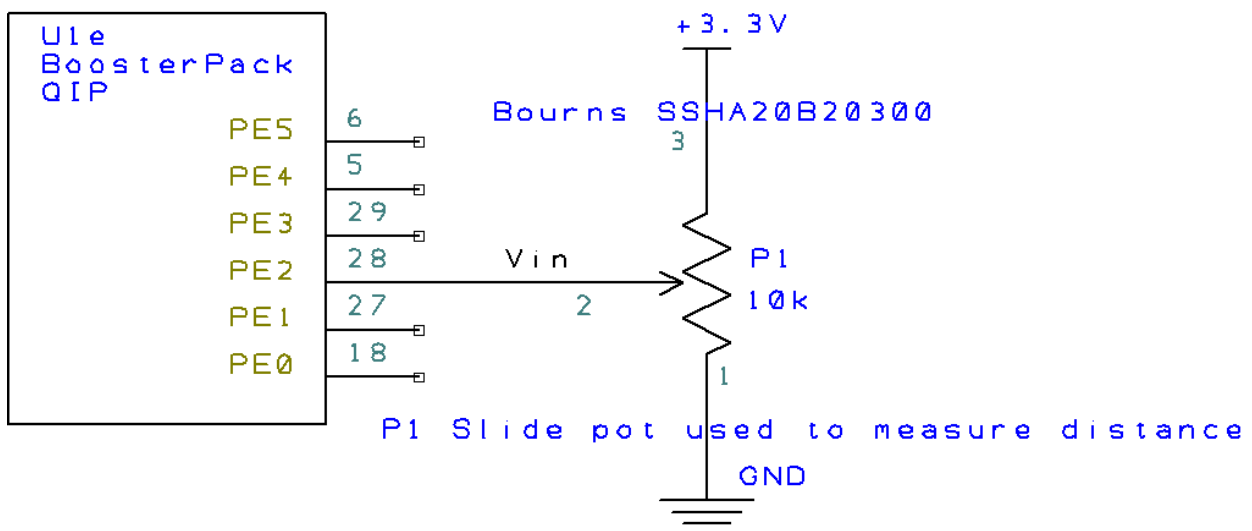 U1e
BoosterPack
QIP
+3.3V
Bourns SSHA20B20300
PE5 6
PE4 5
PE3 29
PE2 28
PE1 27
PE0 18
Vin
2
3
P1
10k
1
P1 Slide pot used to measure distance
GND